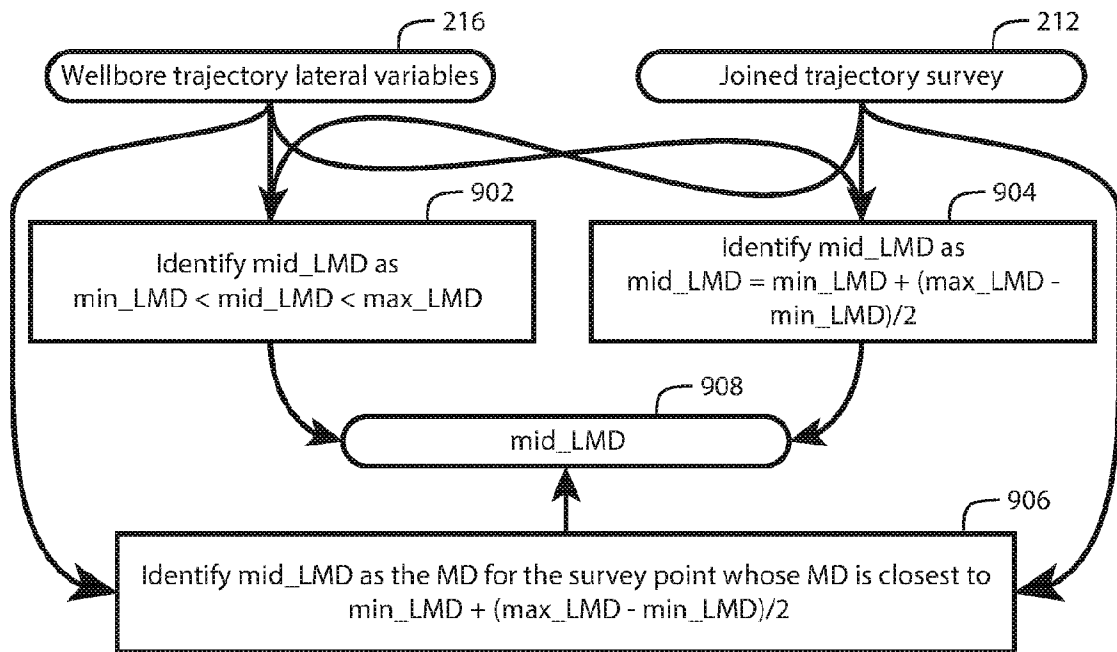 216
212
Wellbore trajectory lateral variables
Joined trajectory survey
902
904
Identify mid_LMD as
min_LMD < mid_LMD < max_LMD
Identify mid_LMD as
mid_LMD = min_LMD + (max_LMD -
min_LMD)/2
908
mid_LMD
906
Identify mid_LMD as the MD for the survey point whose MD is closest to
min_LMD + (max_LMD - min_LMD)/2